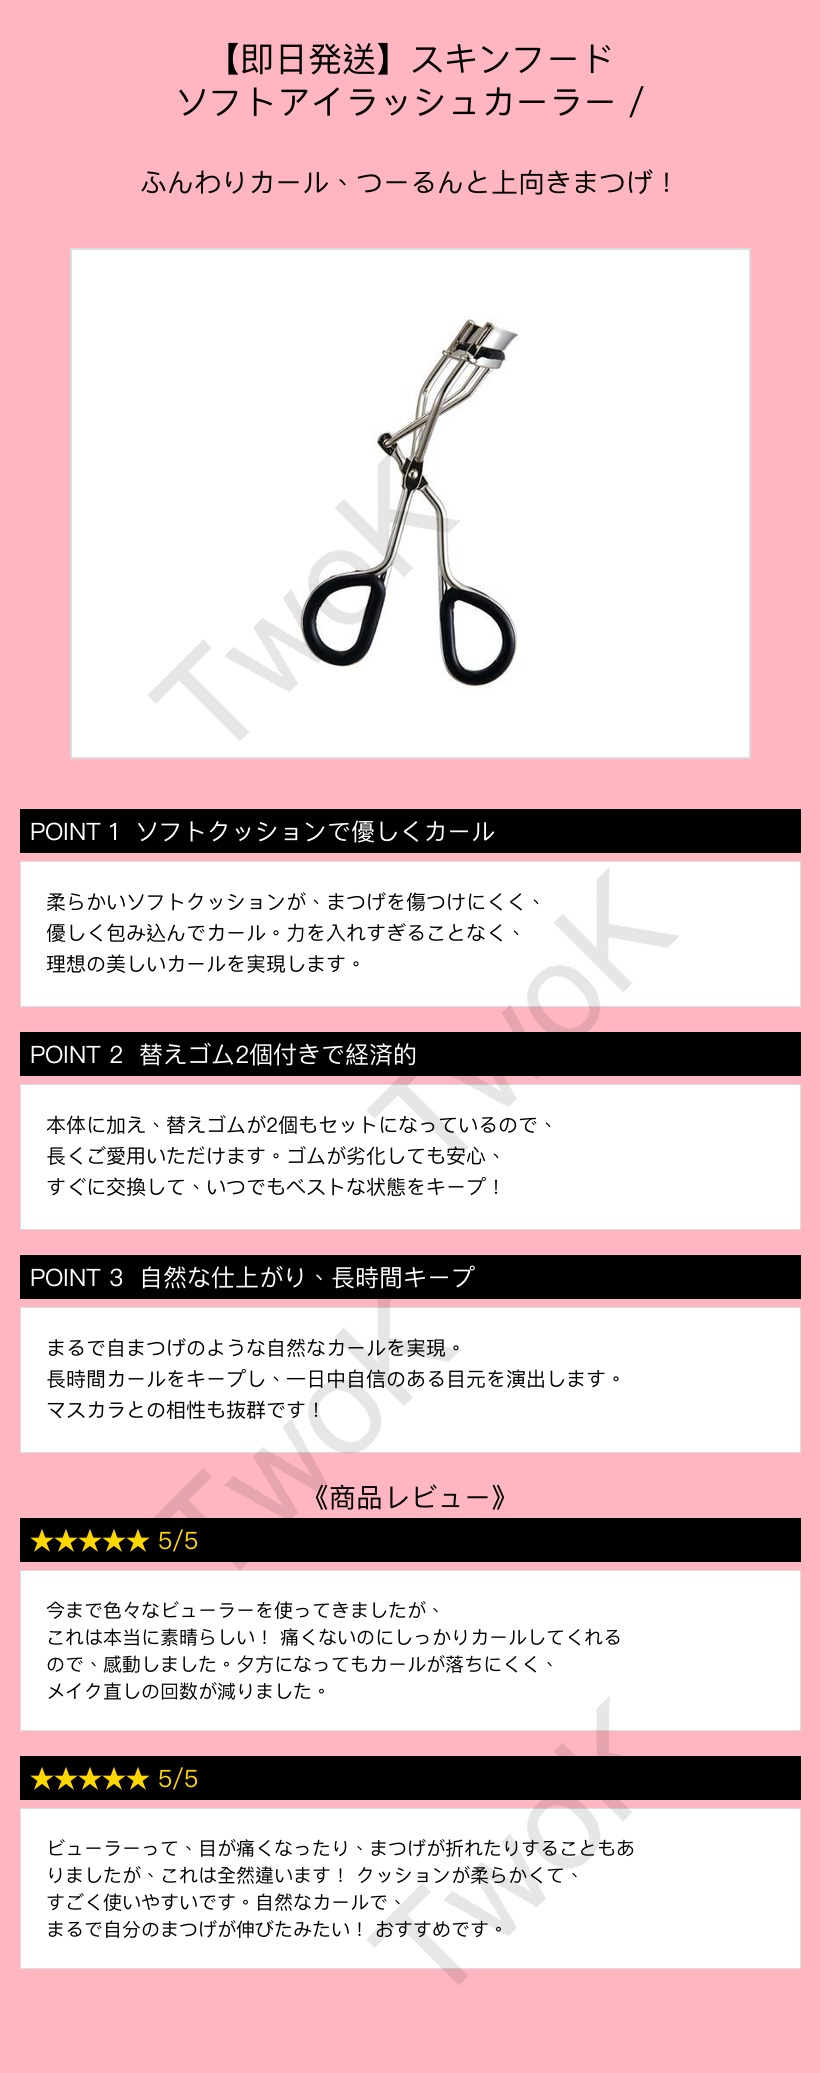 【即日発送】スキンフード
ソフトアイラッシュカーラー /
ふんわりカール、つーるんと上向きまつげ！
TwoK
POINT 1 ソフトクッションで優しくカール
柔らかいソフトクッションが、まつげを傷つけにくく、
優しく包み込んでカール。力を入れすぎることなく、
理想の美しいカールを実現します。
TwoK
POINT 2 替えゴム2個付きで経済的
本体に加え、替えゴムが2個もセットになっているので、
長くご愛用いただけます。ゴムが劣化しても安心、
すぐに交換して、いつでもベストな状態をキープ！
POINT 3 自然な仕上がり、長時間キープ
まるで自まつげのような自然なカールを実現。
長時間カールをキープし、一日中自信のある目元を演出します。
マスカラとの相性も抜群です！
TwoK
《商品レビュー》
★★★★★ 5/5
今まで色々なビューラーを使ってきましたが、
これは本当に素晴らしい！ 痛くないのにしっかりカールしてくれる
ので、感動しました。夕方になってもカールが落ちにくく、
メイク直しの回数が減りました。
★★★★★ 5/5
ビューラーって、目が痛くなったり、まつげが折れたりすることもあ
りましたが、これは全然違います！ クッションが柔らかくて、
すごく使いやすいです。自然なカールで、
まるで自分のまつげが伸びたみたい！ おすすめです。
TwoK